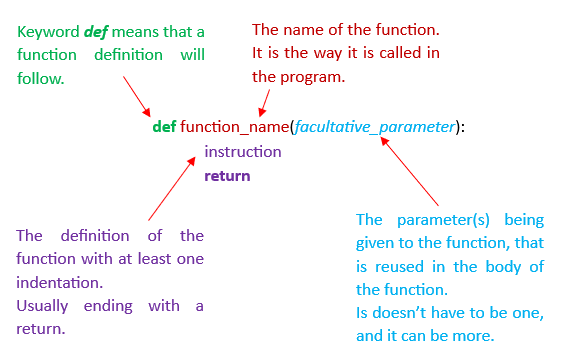 Keyword def means that a
function definition will
follow.
The name of the function.
It is the way it is called in
the program.
def function_name(facultative_parameter):
instruction
return
The definition of the
function with at least one
indentation.
Usually ending with a
return.
The parameter(s) being
given to the function, that
is reused in the body of
the function.
Is doesn't have to be one,
and it can be more.